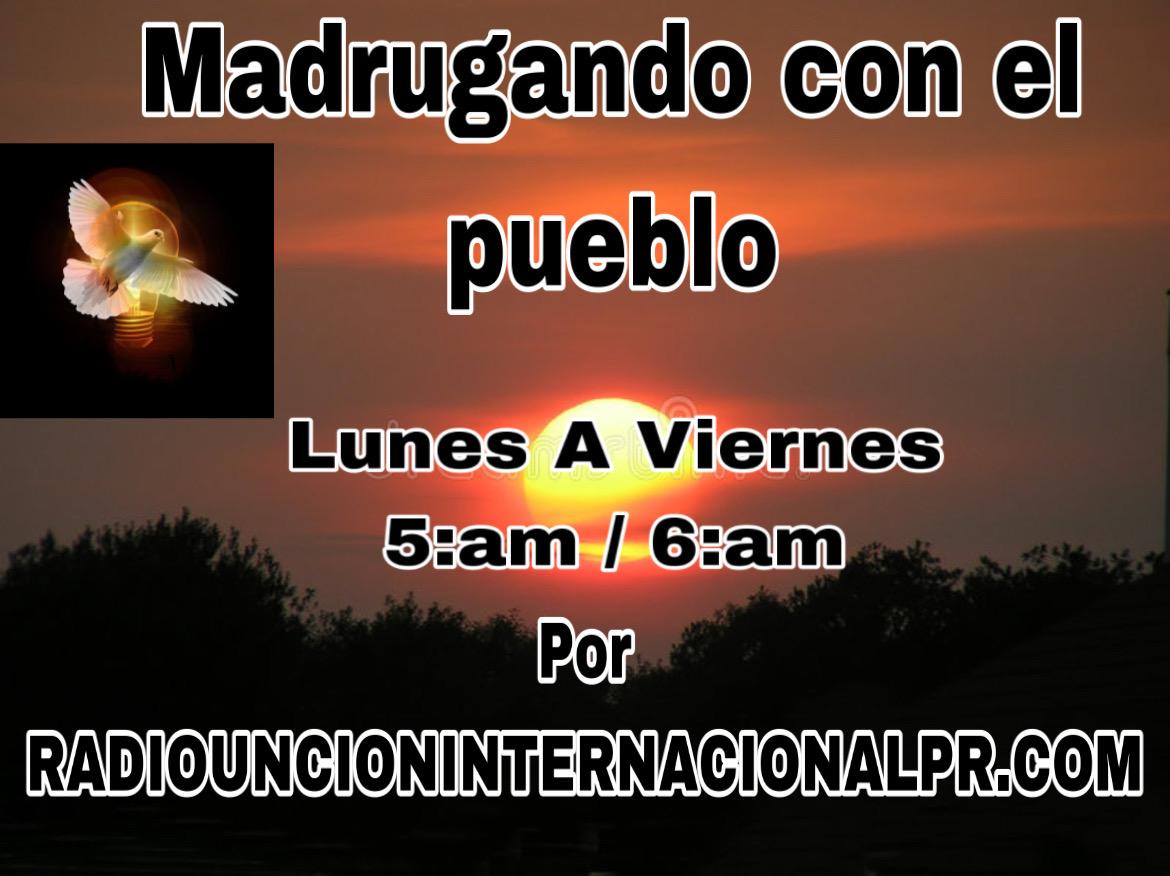 Madrugando con el
pueblo
Lunes A Viernes
5:am / 6:am
Por
RADIOUNCIONINTERNACIONALPR.COM